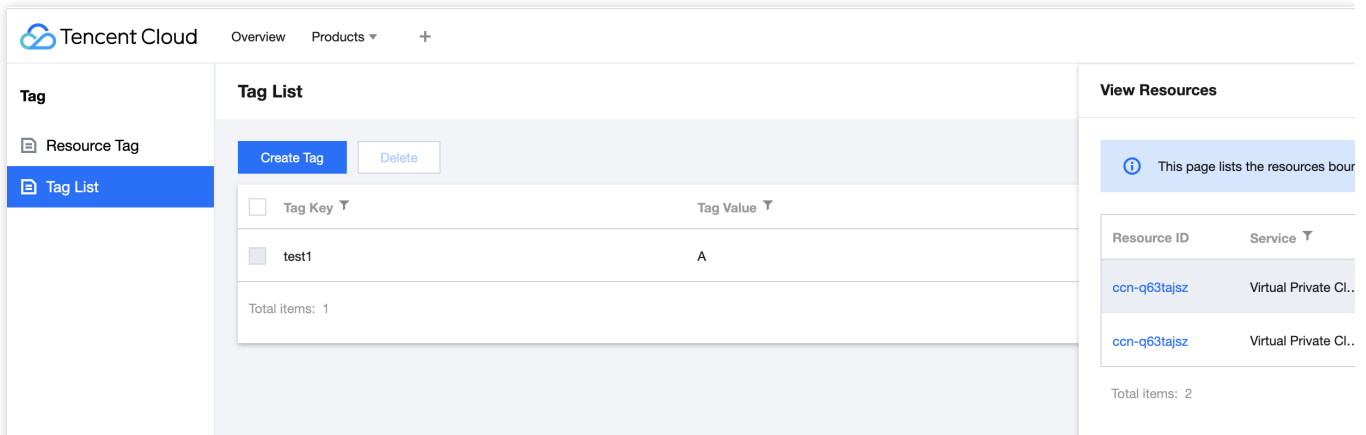 Tencent Cloud Overview Products +
Tag
Resource Tag
Tag List
Tag List
Create Tag Delete
Tag Key Tag Value
test1 A
Total items: 1
View Resources
This page lists the resources boun
Resource ID Service
ccn-q63tajsz Virtual Private Cl...
ccn-q63tajsz Virtual Private Cl...
Total items: 2